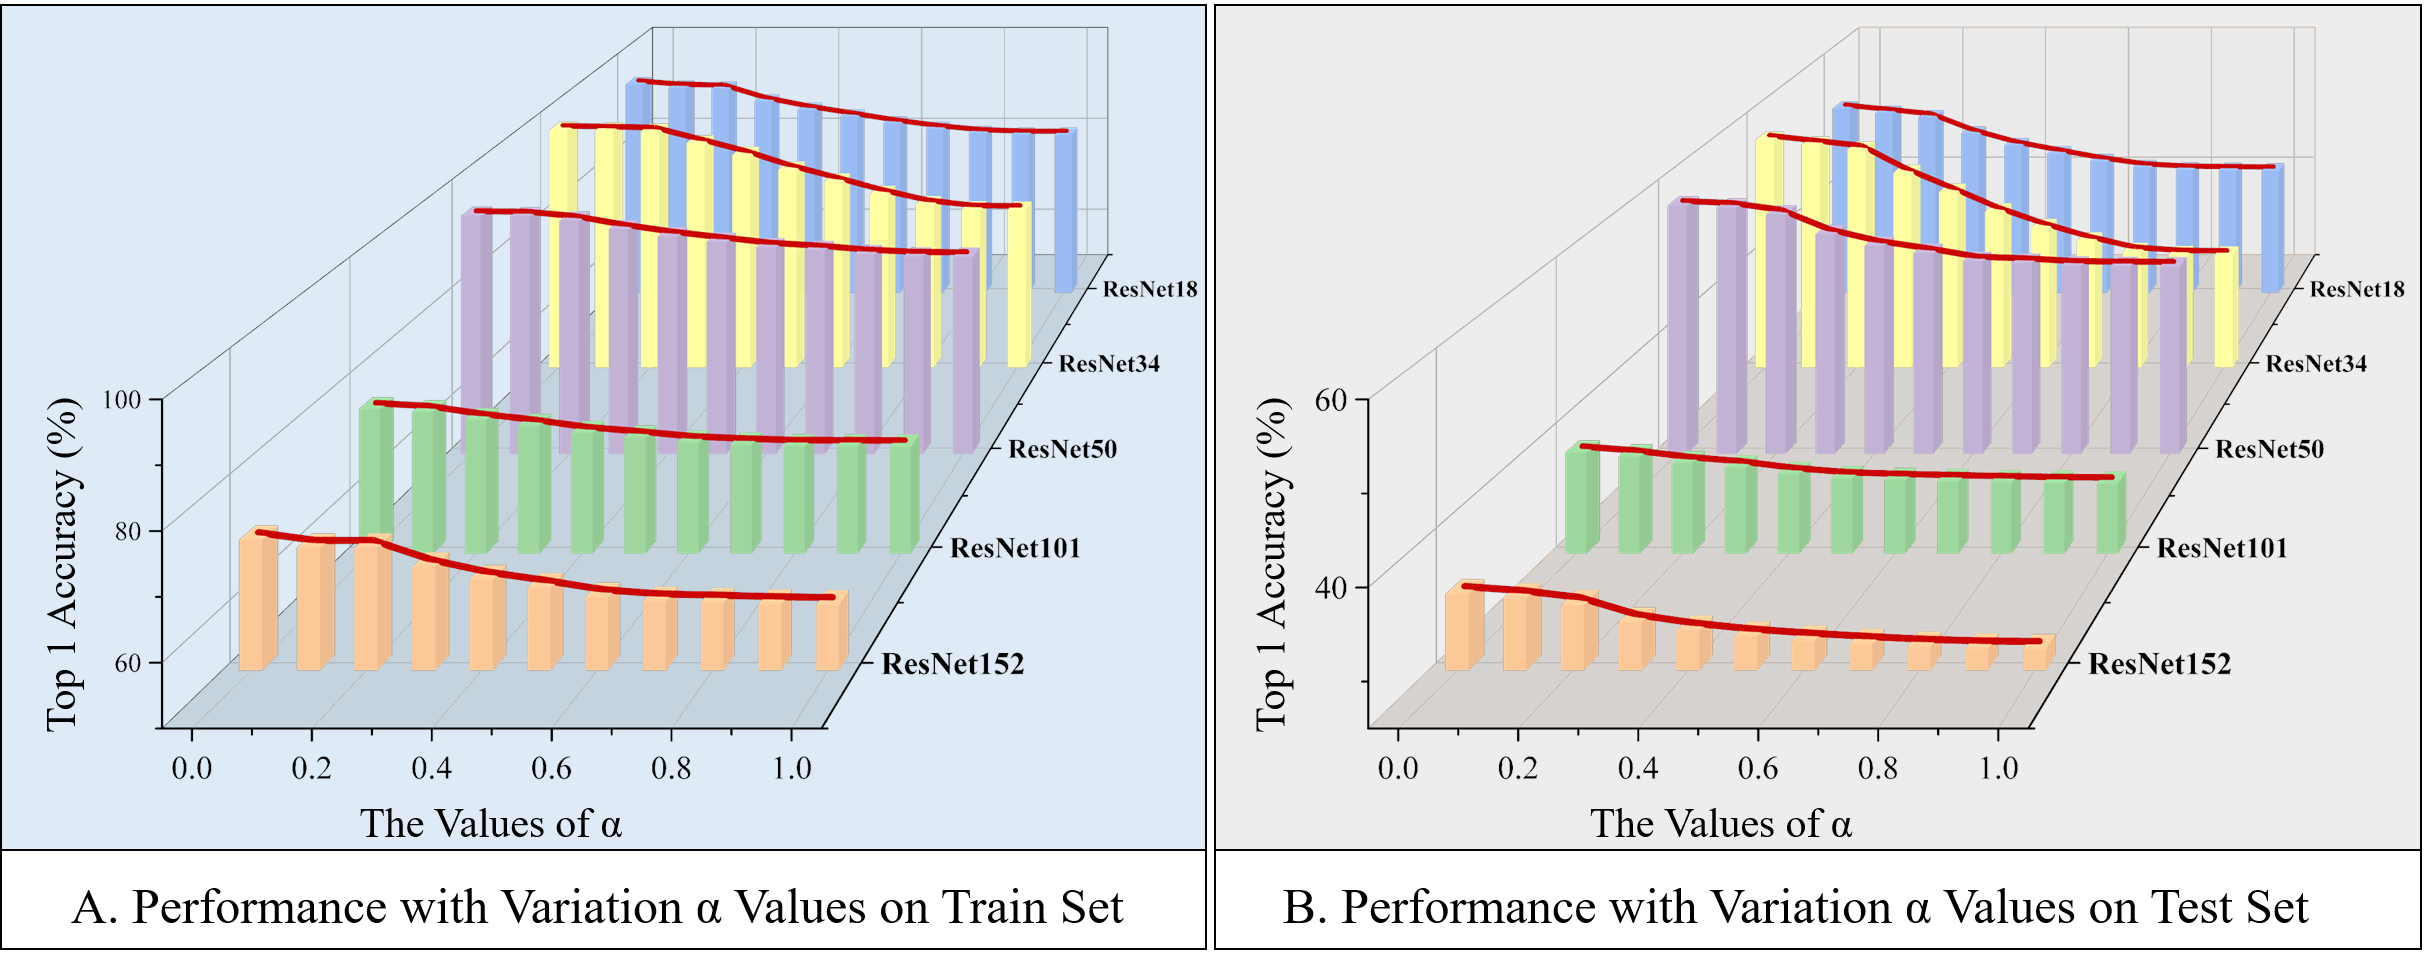 Top 1 Accuracy (%)
100
80
60
0.0 0.2 0.4 0.6 0.8 1.0
The Values of α
ResNet18
ResNet34
ResNet50
ResNet101
ResNet152
A. Performance with Variation α Values on Train Set
Top 1 Accuracy (%)
60
40
0.0 0.2 0.4 0.6 0.8 1.0
The Values of α
ResNet18
ResNet34
ResNet50
ResNet101
ResNet152
B. Performance with Variation α Values on Test Set